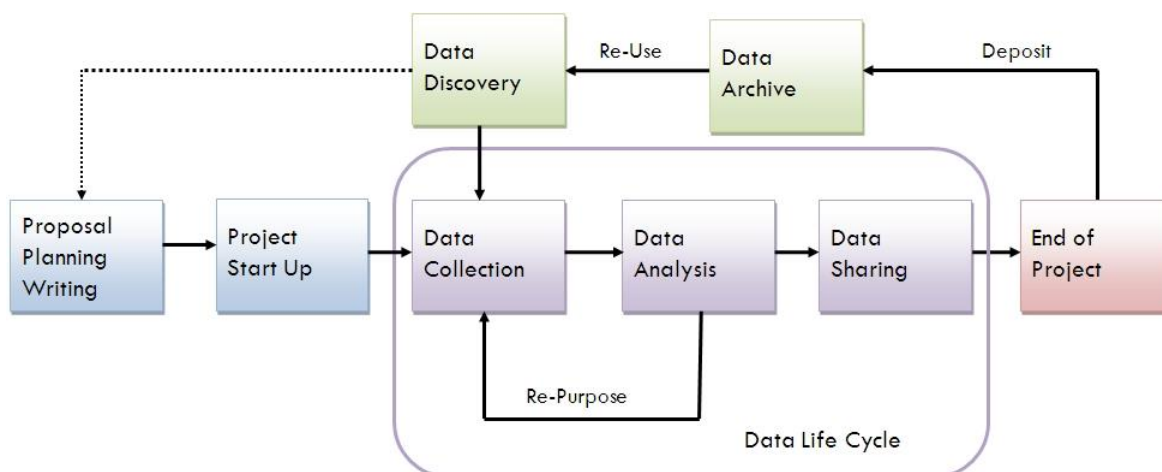 Data
Discovery
Re-Use
Data
Archive
Deposit
Proposal
Planning
Writing
Project
Start Up
Data
Collection
Data
Analysis
Data
Sharing
End of
Project
Re-Purpose
Data Life Cycle